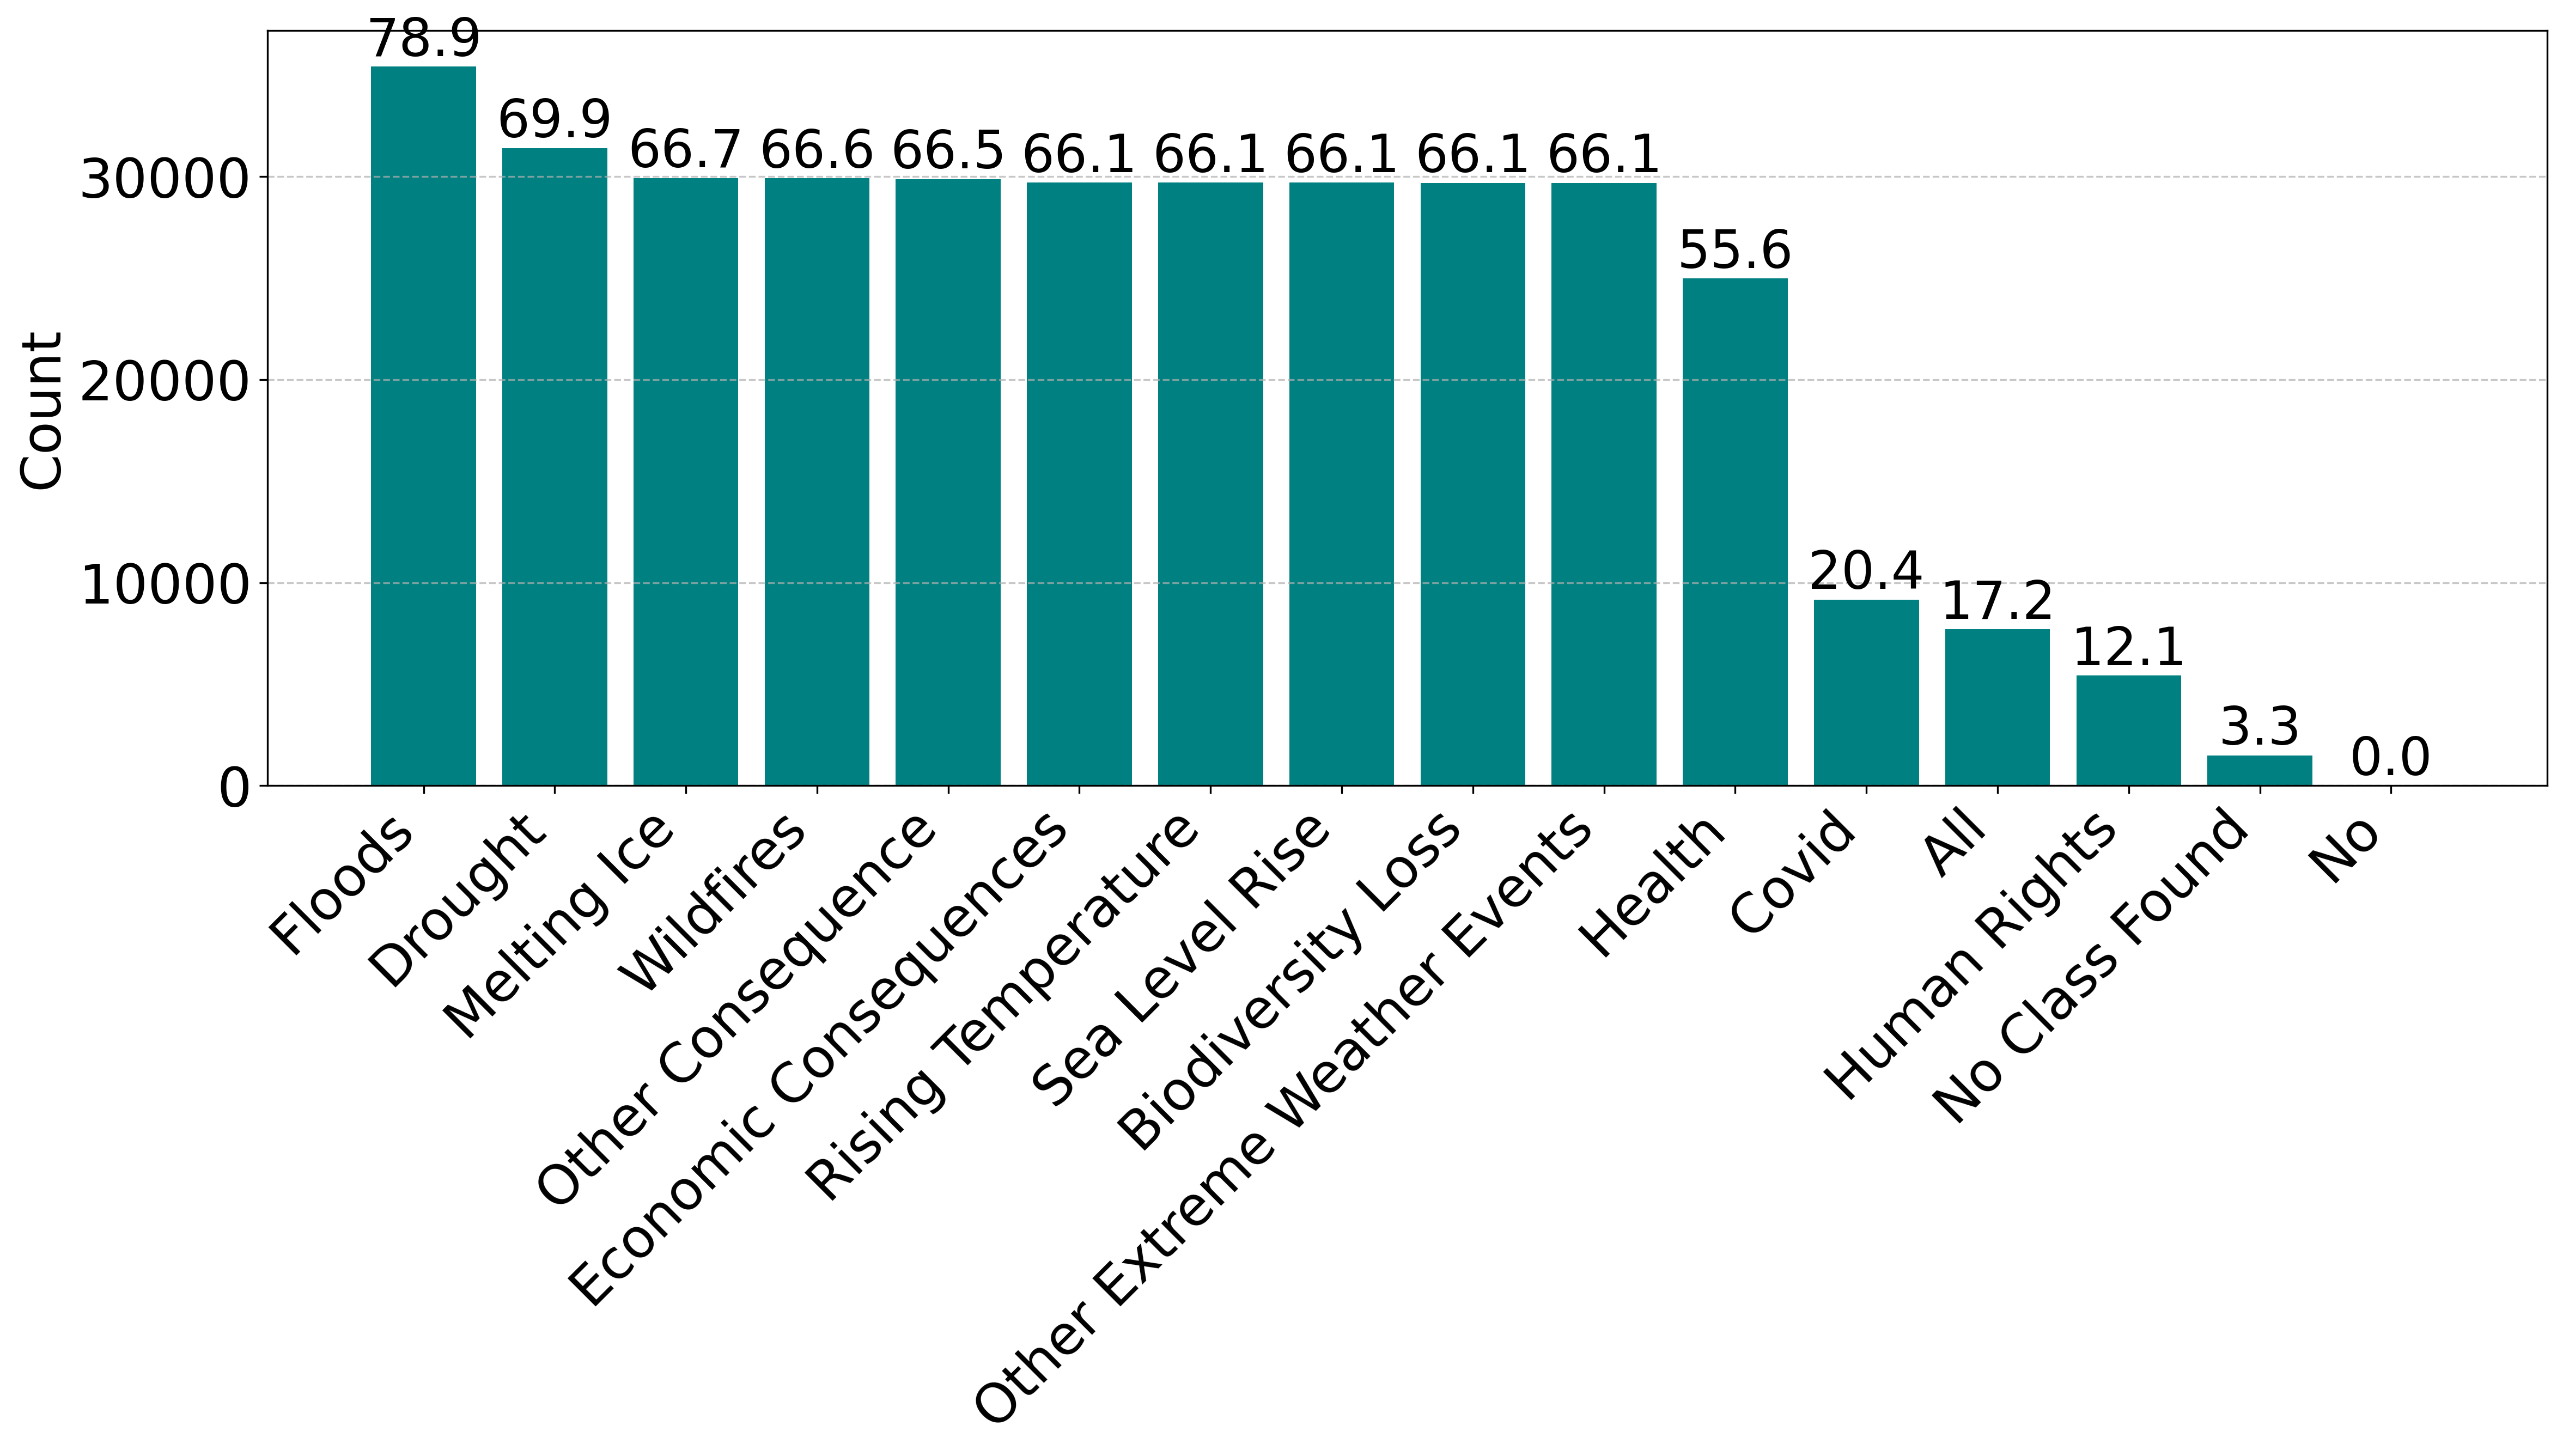 78.9
69.9
66.7
66.6
66.5
66.1
66.1
66.1
66.1
66.1
55.6
20.4
17.2
12.1
3.3
0.0
Count
30000
20000
10000
0
Floods
Drought
Melting Ice
Wildfires
Other Consequence
Economic Consequences
Rising Temperature
Sea Level Rise
Biodiversity Loss
Other Extreme Weather Events
Health
Covid
All
Human Rights
No Class Found
No